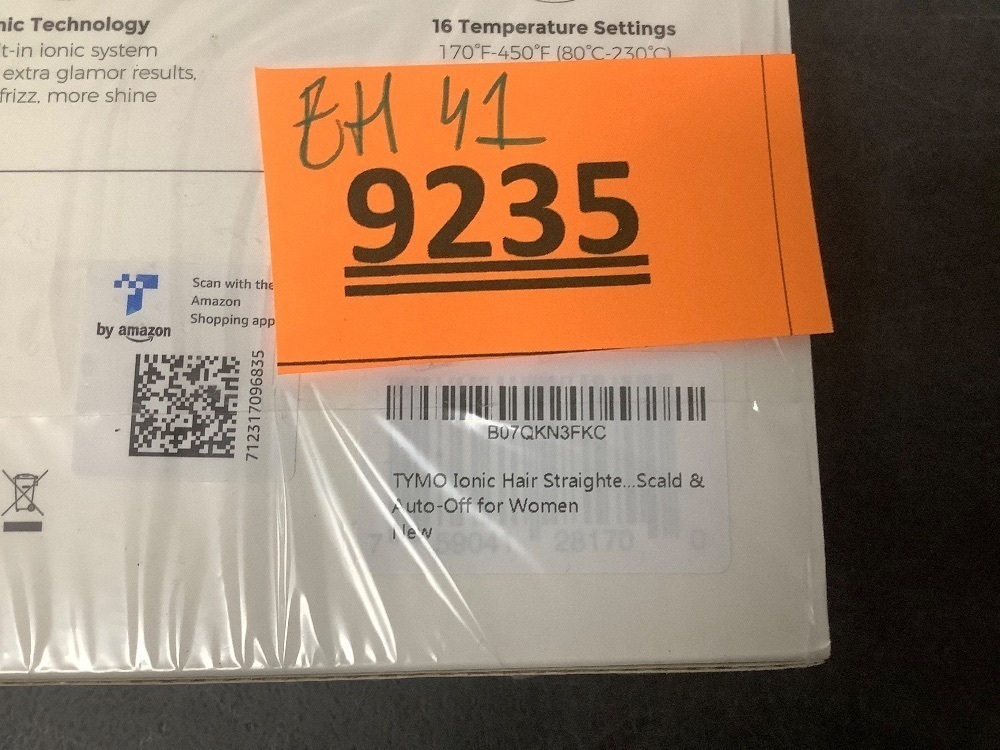 nic Technology
t-in ionic system
extra glamor results,
frizz, more shine
16 Temperature Settings
170°F-450°F (80°C-230°C)
EH 41
9235
Scan with the
Amazon
Shopping app
by amazon
712317096835
B07QKN3FKC
TYMO Ionic Hair Straighte...Scald &
Auto-Off for Women
New
28170 0